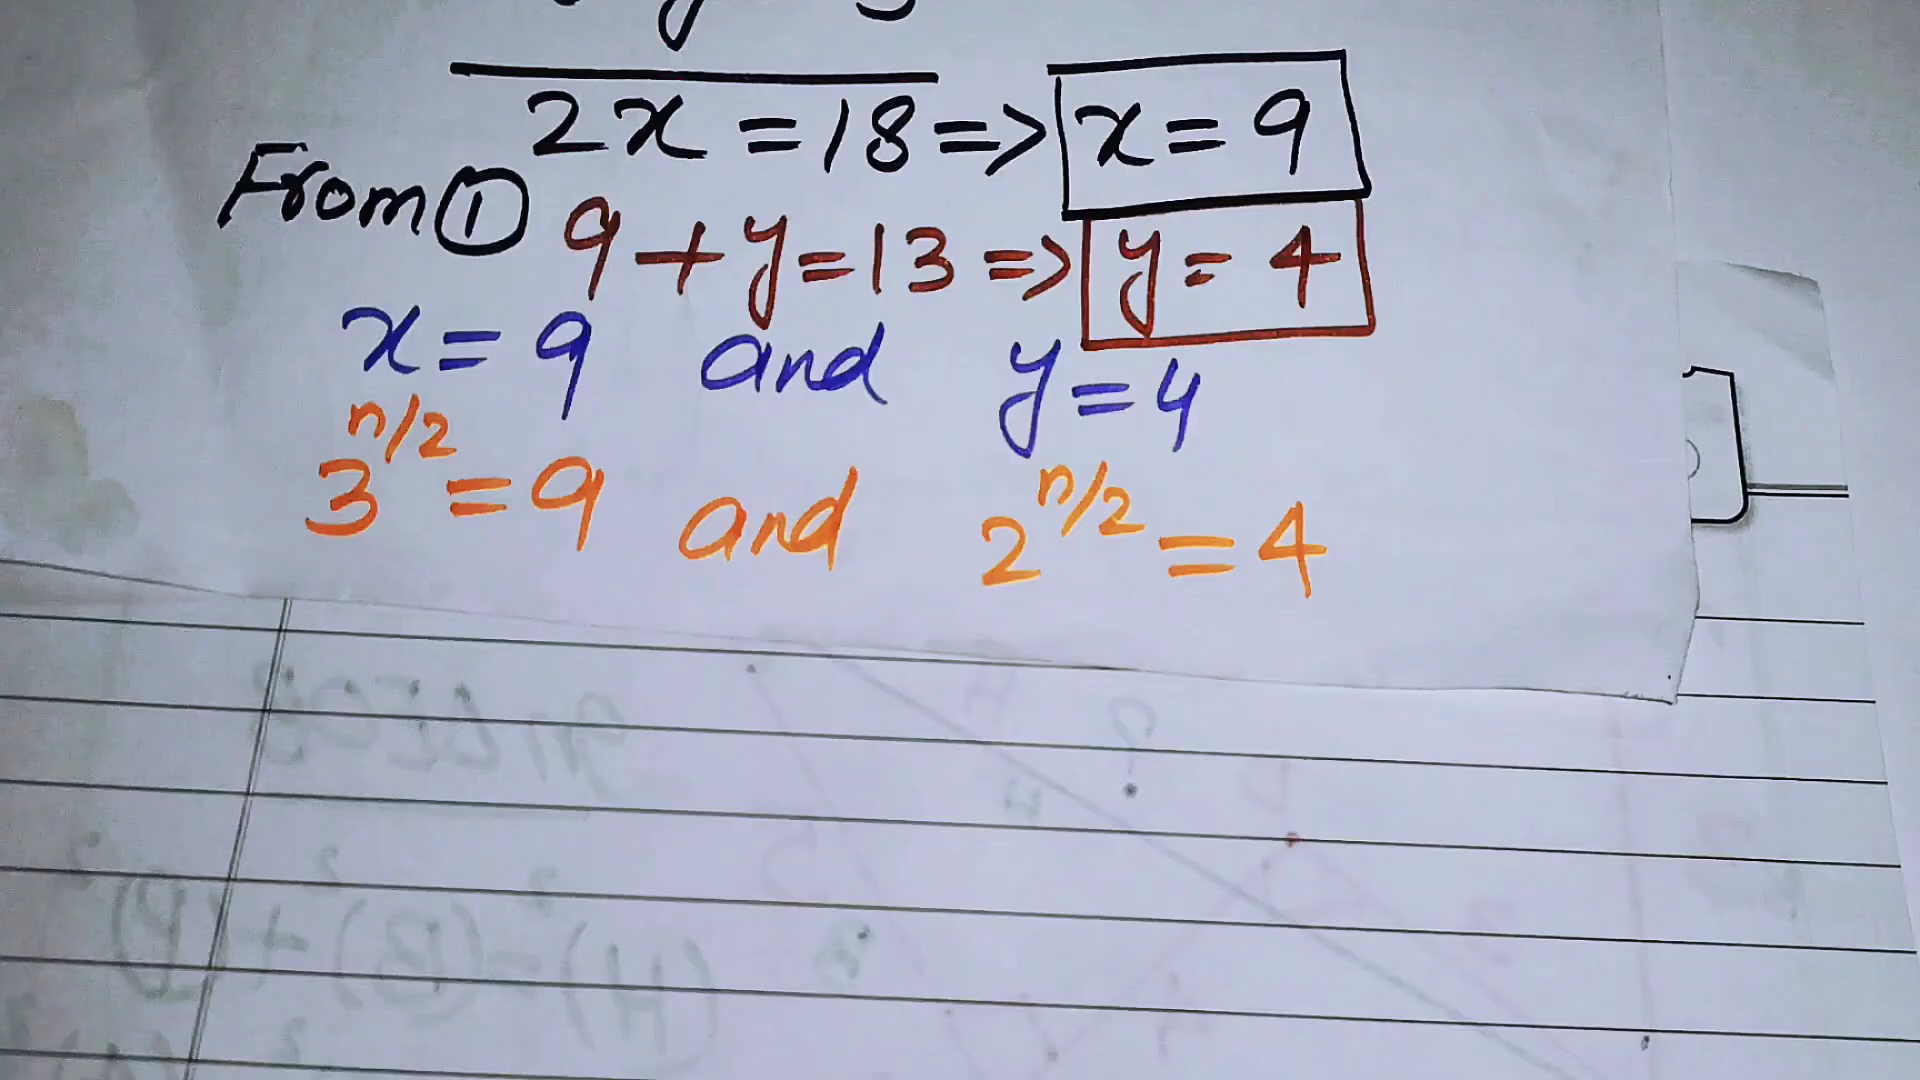 2x = 18 => x = 9
From ① 9 + y = 13 => y = 4
x = 9 and y = 4
3^n/2 = 9 and 2^n/2 = 4